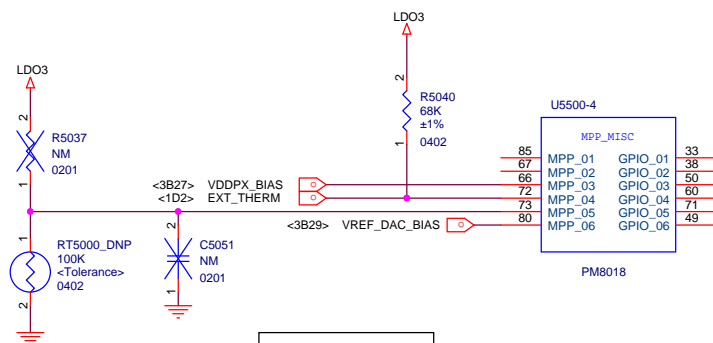 LDO3
LDO3
2
R5040
68K
±1%
1
0402
2
R5037
NM
1
0201
U5500-4
MPP_MISC
85 MPP_01 GPIO_01 33
67 MPP_02 GPIO_02 38
<3B27> VDDPX_BIAS 66 MPP_03 GPIO_03 50
<1D2> EXT_THERM 72 MPP_04 GPIO_04 60
73 MPP_05 GPIO_05 71
<3B29> VREF_DAC_BIAS 80 MPP_06 GPIO_06 49
PM8018
1
RT5000_DNP
100K
<Tolerance>
2
0402
2
C5051
NM
1
0201